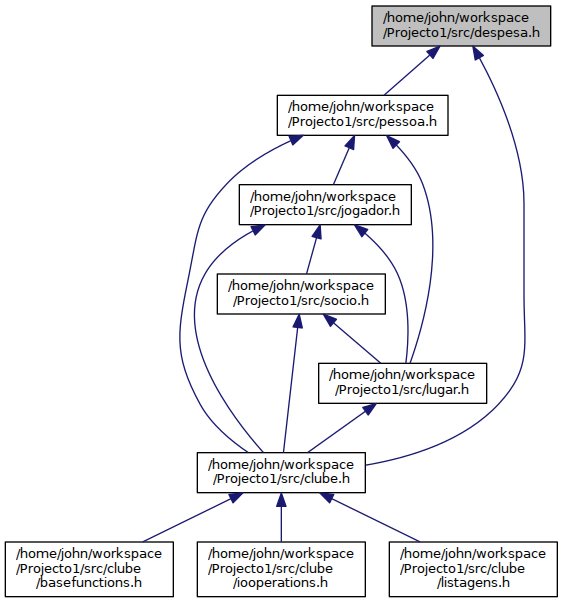 /home/john/workspace
/Projecto1/src/despesa.h
/home/john/workspace
/Projecto1/src/pessoa.h
/home/john/workspace
/Projecto1/src/jogador.h
/home/john/workspace
/Projecto1/src/socio.h
/home/john/workspace
/Projecto1/src/lugar.h
/home/john/workspace
/Projecto1/src/clube.h
/home/john/workspace
/Projecto1/src/clube
/basefunctions.h
/home/john/workspace
/Projecto1/src/clube
/iooperations.h
/home/john/workspace
/Projecto1/src/clube
/listagens.h